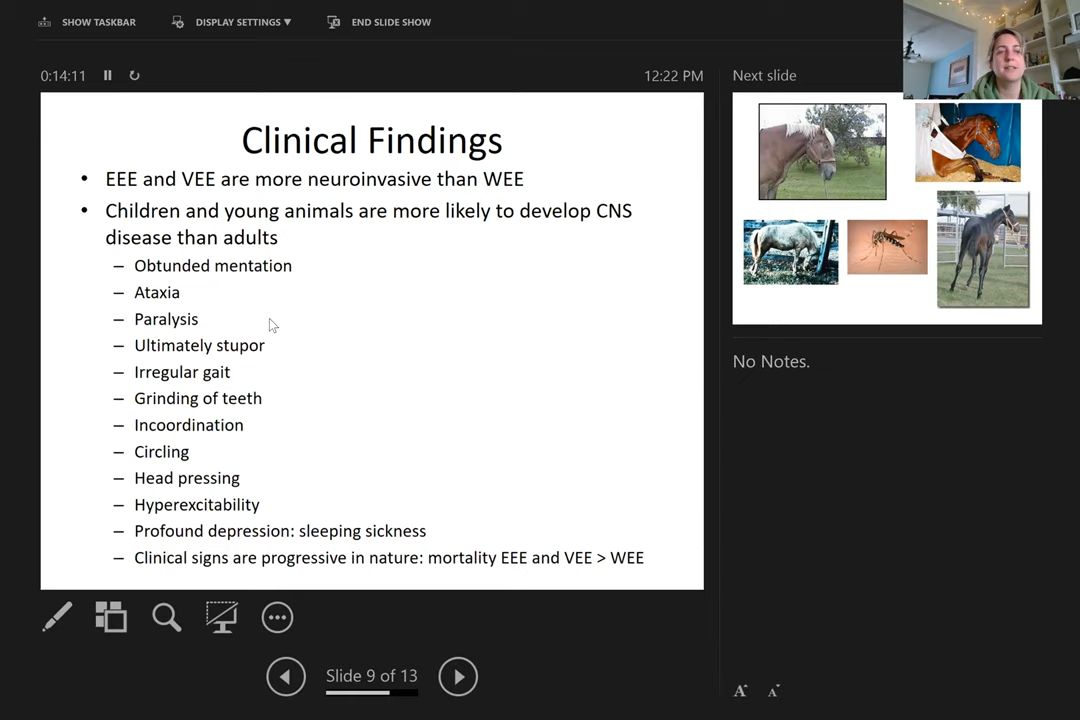 SHOW TASKBAR
DISPLAY SETTINGS ▼
END SLIDE SHOW
0:14:11
12:22 PM
Next slide
Clinical Findings
• EEE and VEE are more neuroinvasive than WEE
• Children and young animals are more likely to develop CNS
disease than adults
– Obtunded mentation
– Ataxia
– Paralysis
– Ultimately stupor
– Irregular gait
– Grinding of teeth
– Incoordination
– Circling
– Head pressing
– Hyperexcitability
– Profound depression: sleeping sickness
– Clinical signs are progressive in nature: mortality EEE and VEE > WEE
No Notes.
Slide 9 of 13
A A